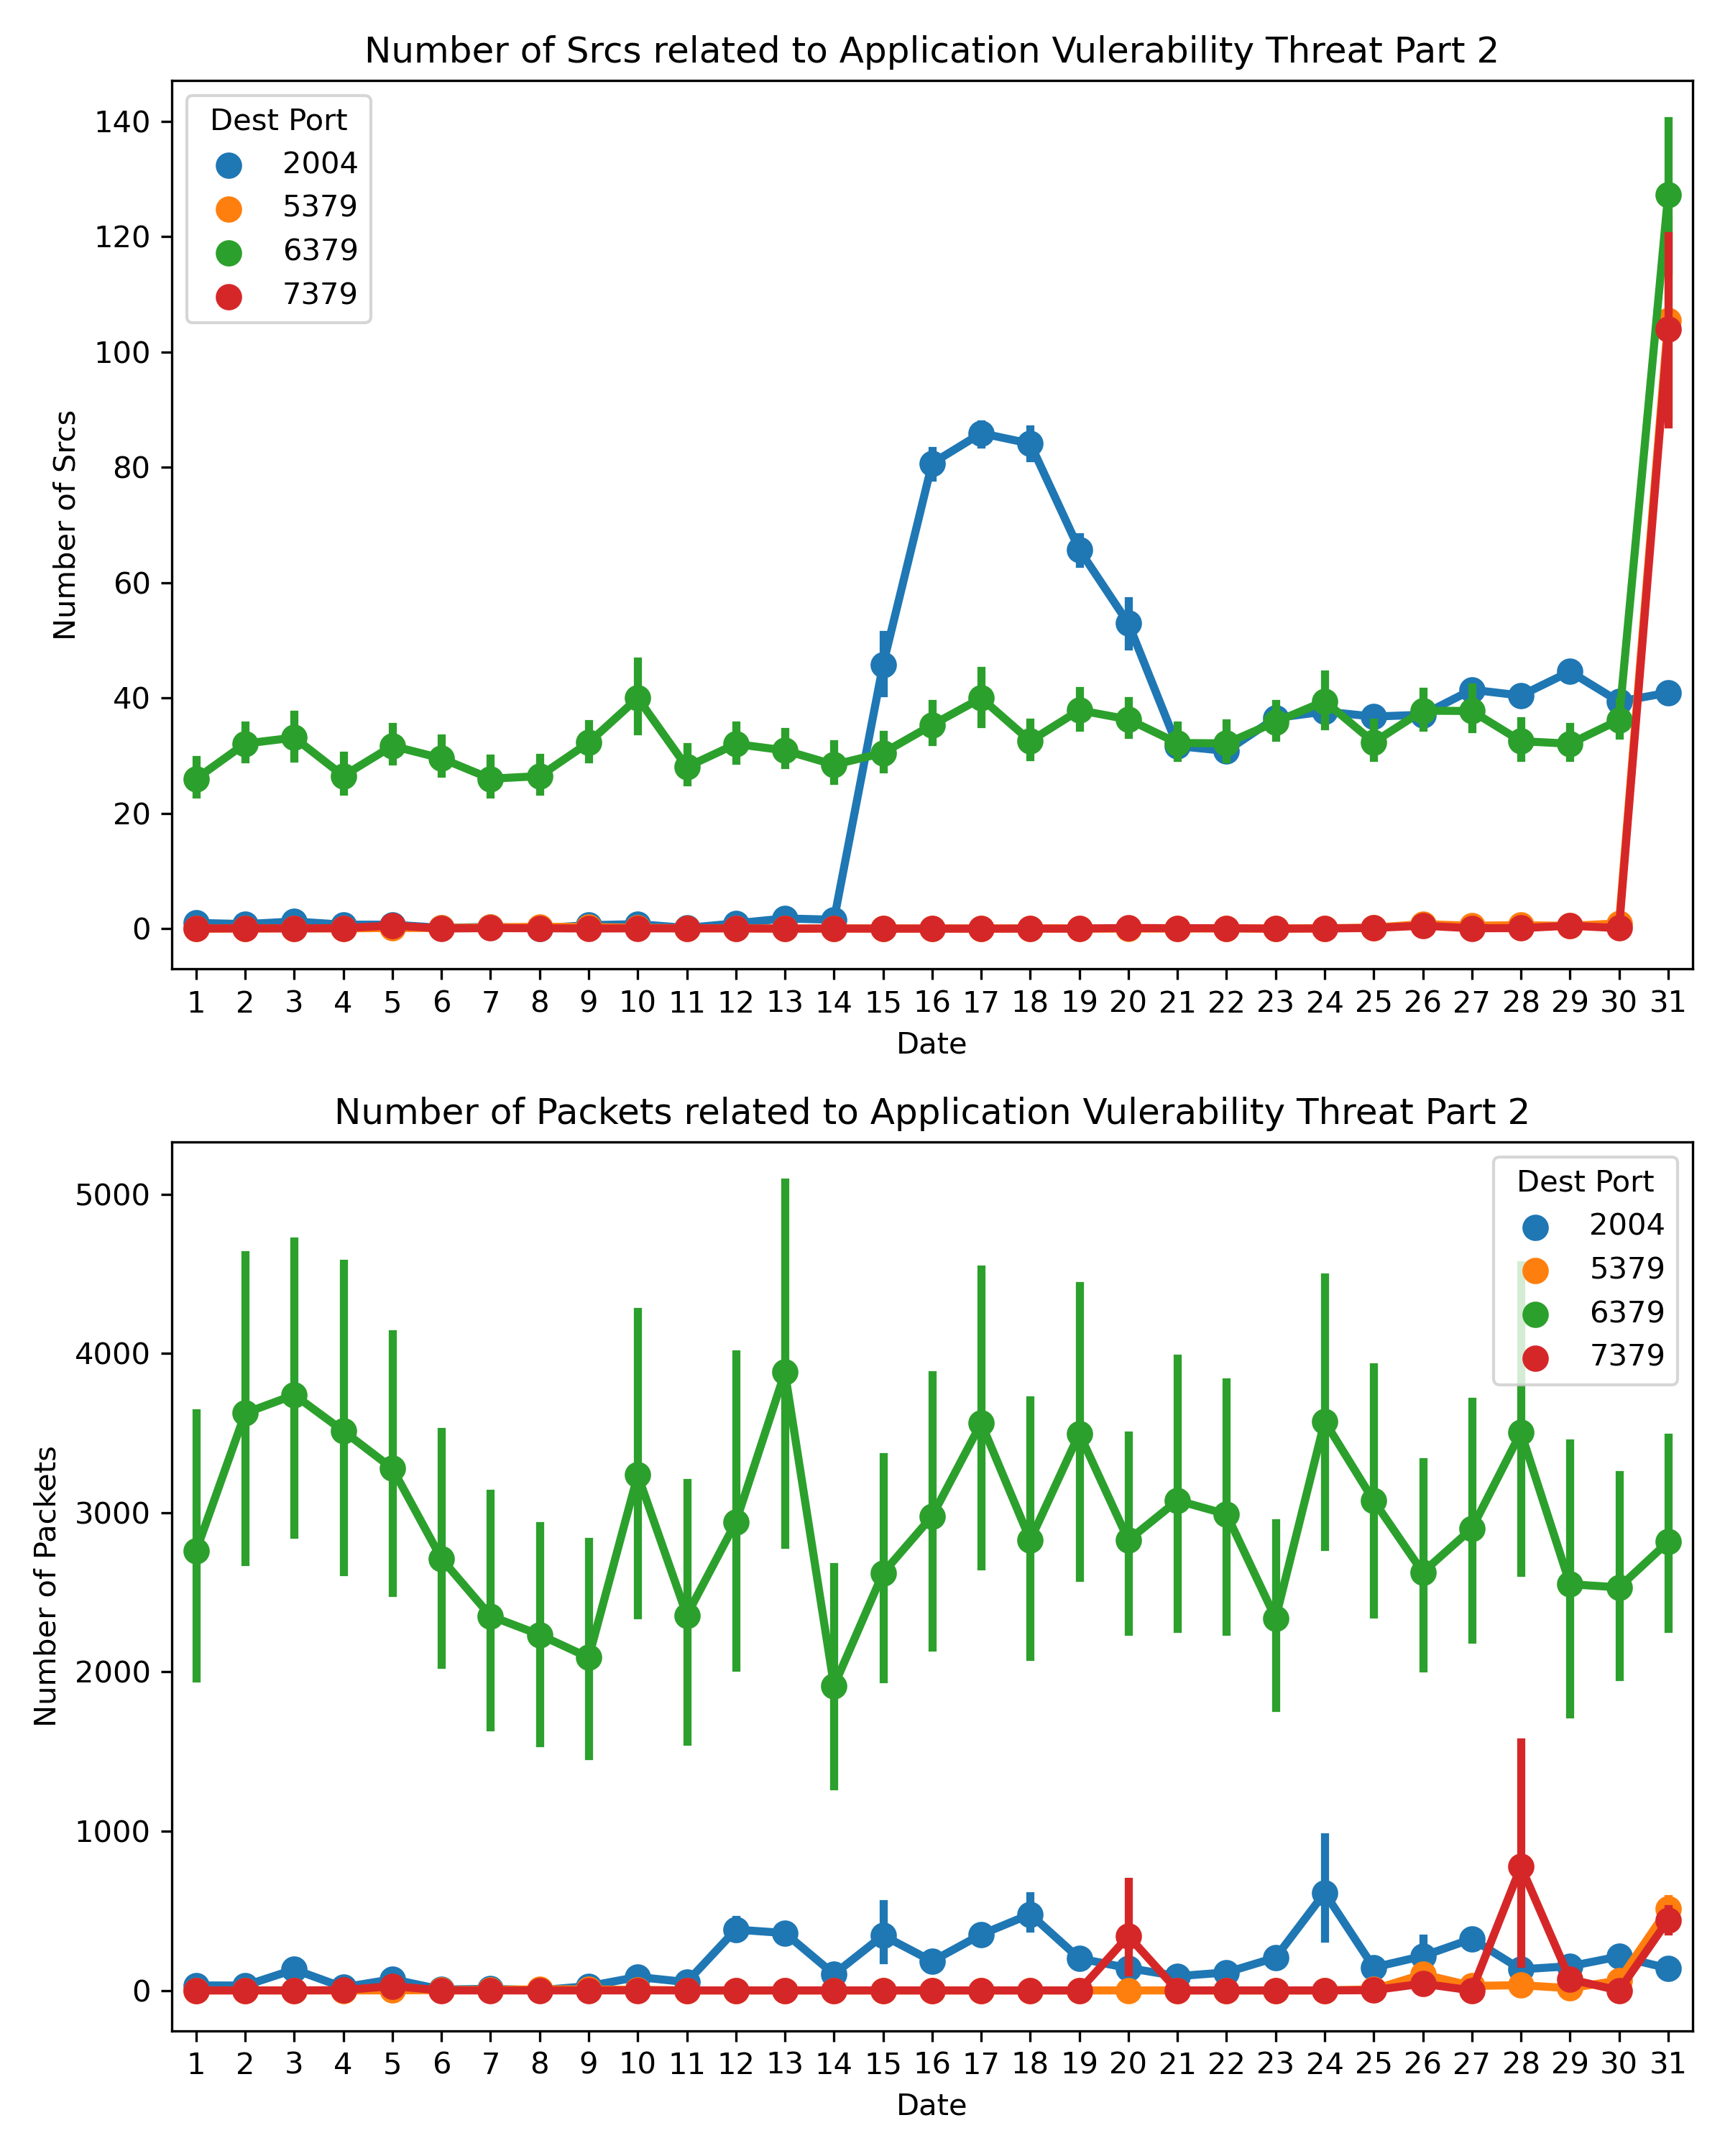 Number of Srcs related to Application Vulerability Threat Part 2
Dest Port
2004
5379
6379
7379
140
120
100
80
60
40
20
0
Number of Srcs
1 2 3 4 5 6 7 8 9 10 11 12 13 14 15 16 17 18 19 20 21 22 23 24 25 26 27 28 29 30 31
Date
Number of Packets related to Application Vulerability Threat Part 2
Dest Port
2004
5379
6379
7379
5000
4000
3000
2000
1000
0
Number of Packets
1 2 3 4 5 6 7 8 9 10 11 12 13 14 15 16 17 18 19 20 21 22 23 24 25 26 27 28 29 30 31
Date